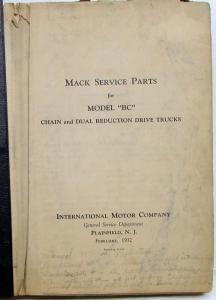 MACK SERVICE PARTS
for
MODEL "BC"
CHAIN and DUAL REDUCTION DRIVE TRUCKS
INTERNATIONAL MOTOR COMPANY
General Service Department
PLAINFIELD, N. J.
FEBRUARY, 1932